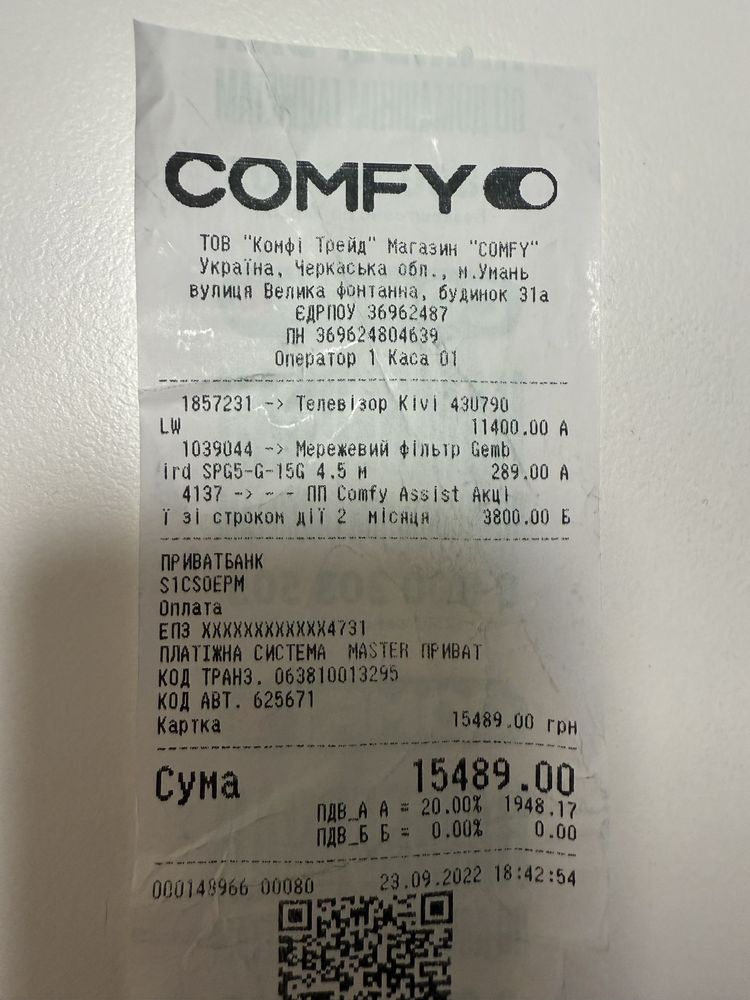 COMFY
ТОВ "Комфі Трейд" Магазин "COMFY"
Україна, Черкаська обл., м.Умань
вулиця Велика фонтанна, будинок 31а
ЄДРПОУ 36962487
ПН 369624804639
Оператор 1 Каса 01
1857231 -> Телевізор Kivi 43U790
LW 11400.00 А
1039044 -> Мережевий фільтр Gemb
ird SPG5-G-15G 4.5 м 289.00 А
4137 -> - - ПП Comfy Assist Акці
ї зі строком дії 2 місяця 3800.00 Б
ПРИВАТБАНК
S1CS0EPM
Оплата
ЕПЗ XXXXXXXXXXXX4731
ПЛАТІЖНА СИСТЕМА MASTER ПРИВАТ
КОД ТРАНЗ. 063810013295
КОД АВТ. 625671
Картка 15489.00 грн
Сума 15489.00
ПДВ_А А = 20.00% 1948.17
ПДВ_Б Б = 0.00% 0.00
000148966 00080 23.09.2022 18:42:54